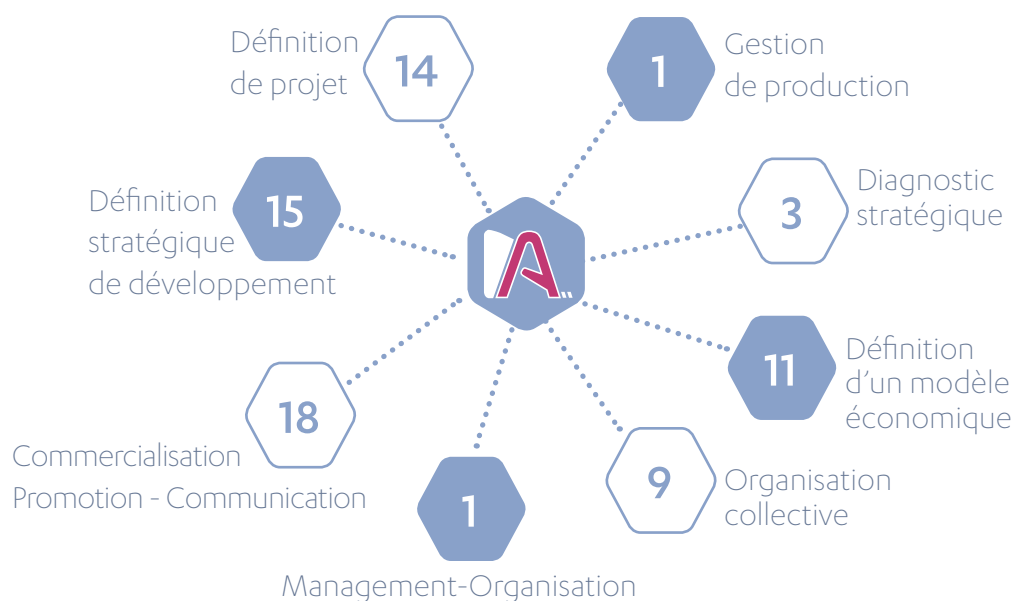 14
Définition
de projet
1
Gestion
de production
3
Diagnostic
stratégique
11
Définition
d'un modèle
économique
9
Organisation
collective
1
Management-Organisation
18
Commercialisation
Promotion - Communication
15
Définition
stratégique
de développement
A